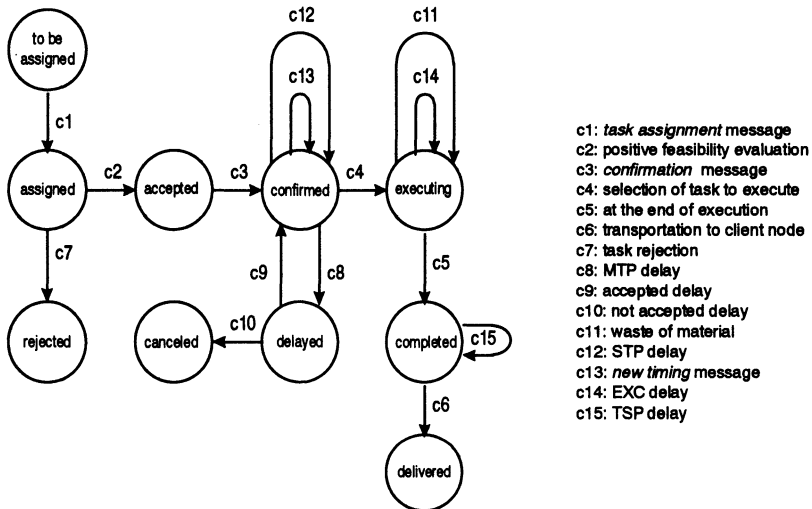 to be
assigned
c1
assigned
c2
accepted
c3
c12
c13
confirmed
c4
c11
c14
executing
c7
c9
c8
c5
rejected
canceled
c10
delayed
completed
c15
c6
delivered
c1: task assignment message
c2: positive feasibility evaluation
c3: confirmation message
c4: selection of task to execute
c5: at the end of execution
c6: transportation to client node
c7: task rejection
c8: MTP delay
c9: accepted delay
c10: not accepted delay
c11: waste of material
c12: STP delay
c13: new timing message
c14: EXC delay
c15: TSP delay